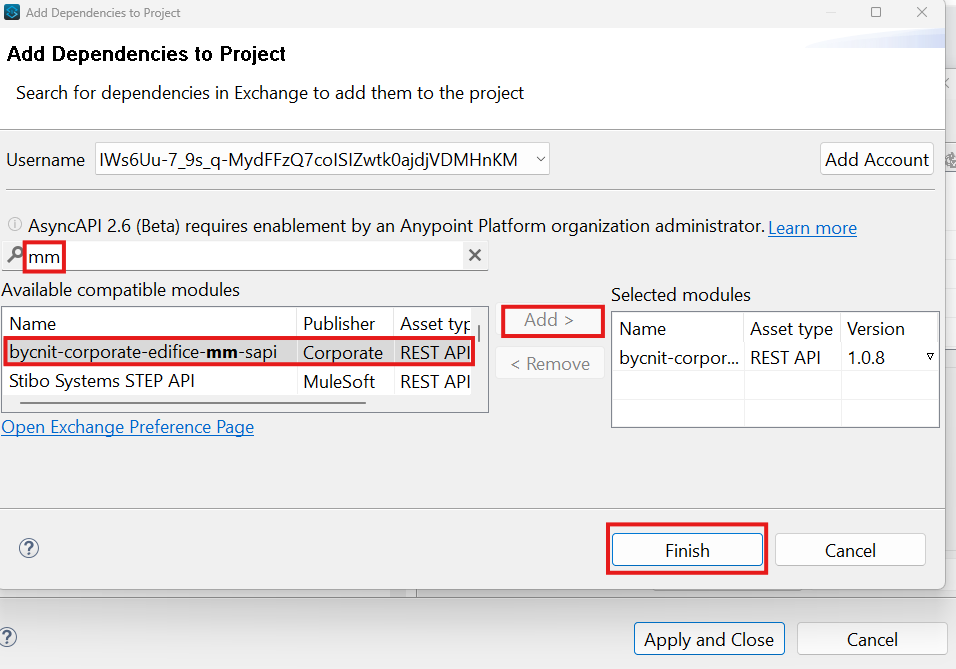 Add Dependencies to Project
Add Dependencies to Project
Search for dependencies in Exchange to add them to the project
Username IWs6Uu-7_9s_q-MydFFzQ7coISIZwtk0ajdjVDMHnKM Add Account
AsyncAPI 2.6 (Beta) requires enablement by an Anypoint Platform organization administrator. Learn more
mm
Available compatible modules
Name Publisher Asset typ
bycnit-corporate-edifice-mm-sapi Corporate REST API
Stibo Systems STEP API MuleSoft REST API
Open Exchange Preference Page
Add >
< Remove
Selected modules
Name Asset type Version
bycnit-corpor... REST API 1.0.8
Finish Cancel
Apply and Close Cancel